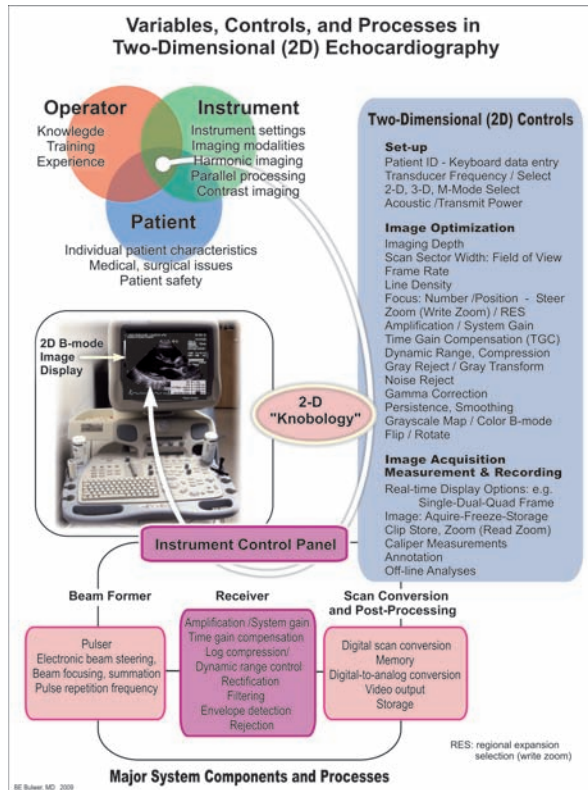 Variables, Controls, and Processes in
Two-Dimensional (2D) Echocardiography
Operator
Knowlegde
Training
Experience
Instrument
Instrument settings
Imaging modalities
Harmonic imaging
Parallel processing
Contrast imaging
Patient
Individual patient characteristics
Medical, surgical issues
Patient safety
2D B-mode
Image
Display
2-D
"Knobology"
Two-Dimensional (2D) Controls
Set-up
Patient ID - Keyboard data entry
Transducer Frequency / Select
2-D, 3-D, M-Mode Select
Acoustic /Transmit Power
Image Optimization
Imaging Depth
Scan Sector Width: Field of View
Frame Rate
Line Density
Focus: Number /Position - Steer
Zoom (Write Zoom) / RES
Amplification / System Gain
Time Gain Compensation (TGC)
Dynamic Range, Compression
Gray Reject / Gray Transform
Noise Reject
Gamma Correction
Persistence, Smoothing
Grayscale Map / Color B-mode
Flip / Rotate
Image Acquisition
Measurement & Recording
Real-time Display Options: e.g.
Single-Dual-Quad Frame
Image: Aquire-Freeze-Storage
Clip Store, Zoom (Read Zoom)
Caliper Measurements
Annotation
Off-line Analyses
Instrument Control Panel
Beam Former
Pulser
Electronic beam steering,
Beam focusing, summation
Pulse repetition frequency
Receiver
Amplification /System gain
Time gain compensation
Log compression/
Dynamic range control
Rectification
Filtering
Envelope detection
Rejection
Scan Conversion
and Post-Processing
Digital scan conversion
Memory
Digital-to-analog conversion
Video output
Storage
RES: regional expansion
selection (write zoom)
Major System Components and Processes
BE Bulwer, MD 2009